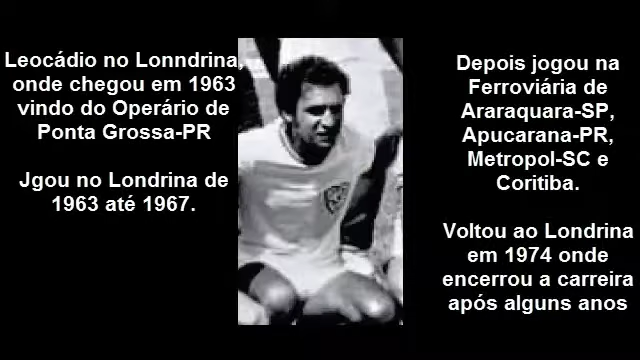 Leocádio no Lonndrina,
onde chegou em 1963
vindo do Operário de
Ponta Grossa-PR
Jgou no Londrina de
1963 até 1967.
Depois jogou na
Ferroviária de
Araraquara-SP,
Apucarana-PR,
Metropol-SC e
Coritiba.
Voltou ao Londrina
em 1974 onde
encerrou a carreira
após alguns anos